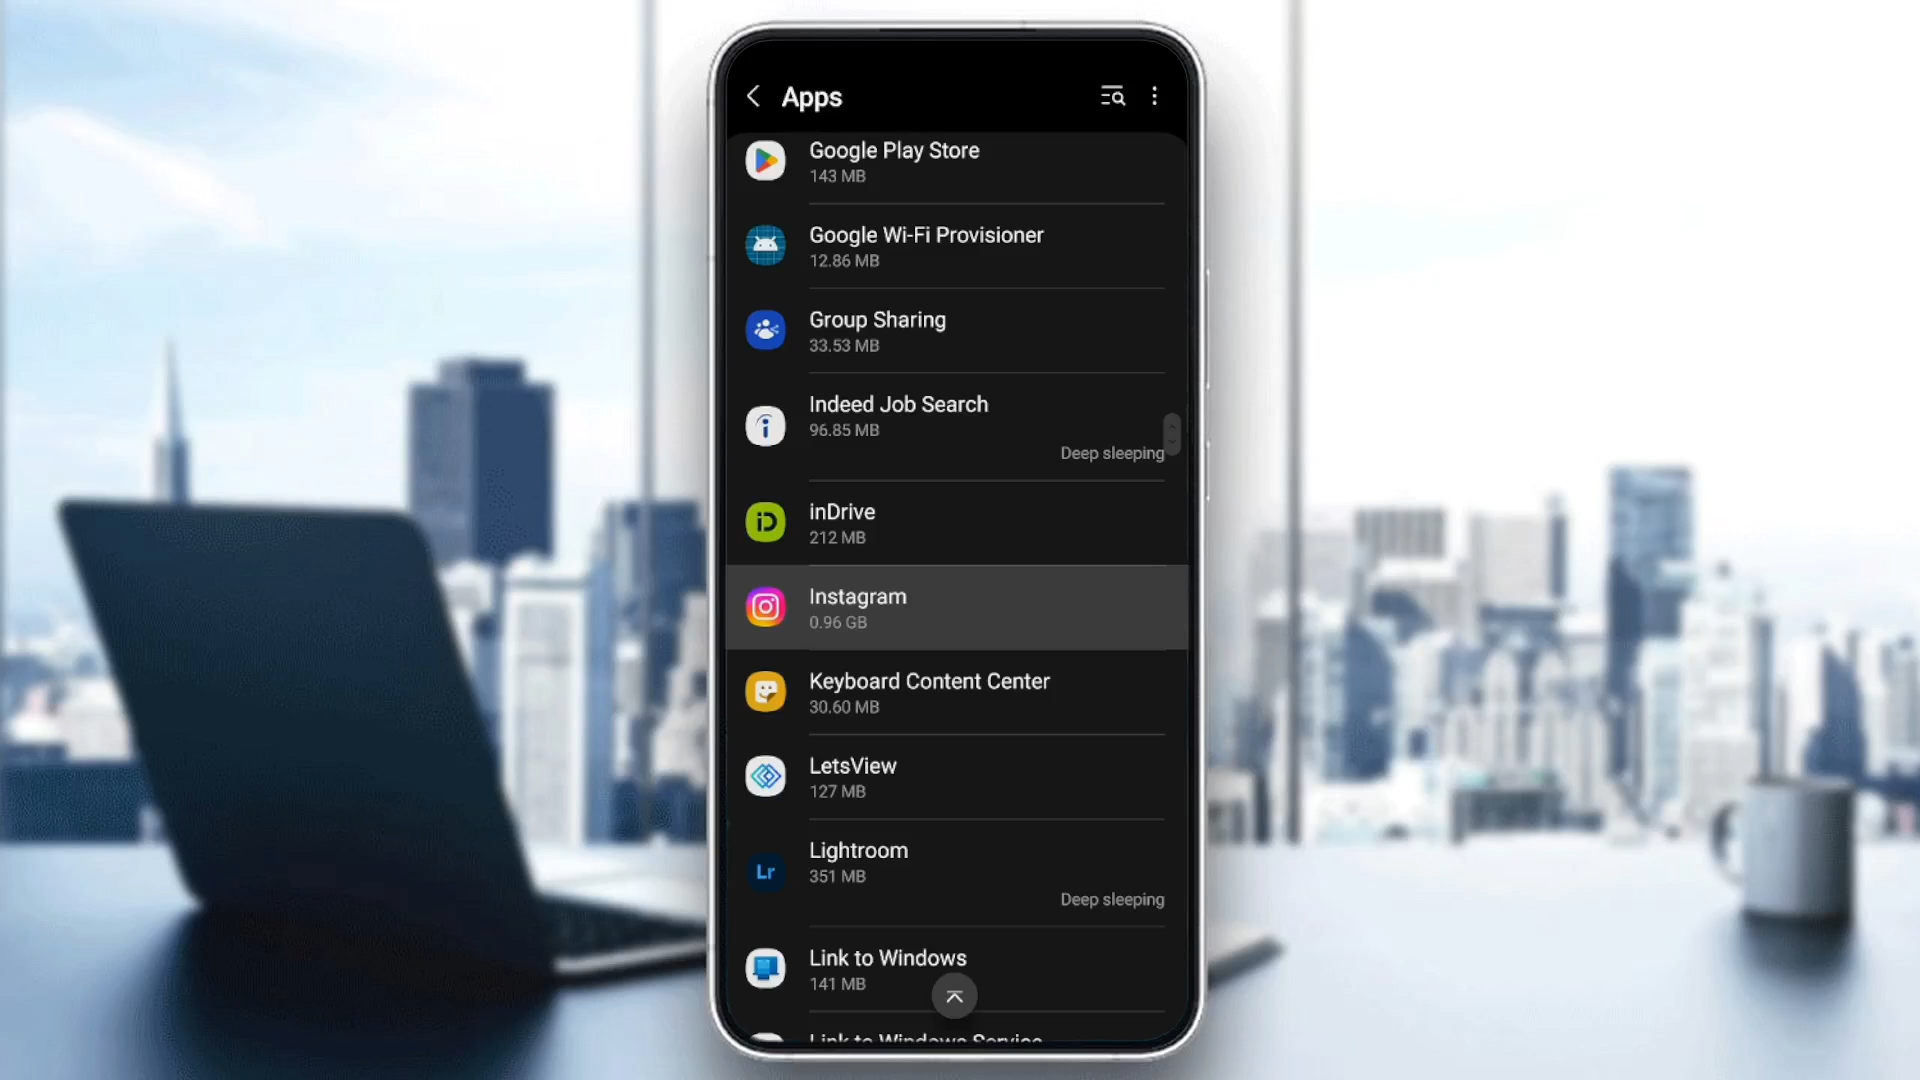 Apps
Google Play Store
143 MB
Google Wi-Fi Provisioner
12.86 MB
Group Sharing
33.53 MB
Indeed Job Search
96.85 MB
Deep sleeping
inDrive
212 MB
Instagram
0.96 GB
Keyboard Content Center
30.60 MB
LetsView
127 MB
Lightroom
Lr
351 MB
Deep sleeping
Link to Windows
141 MB
Link to Windows Service